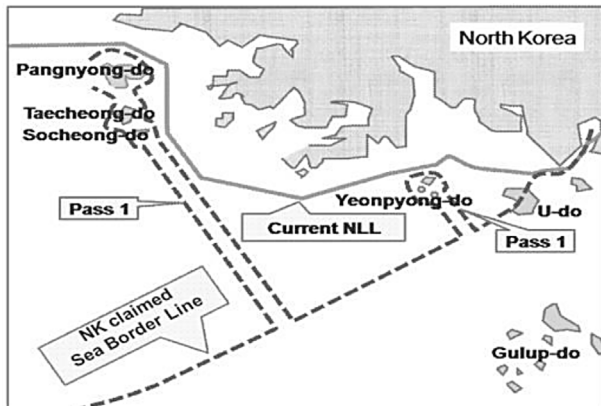 North Korea
Pangnyong-do
Taecheong-do
Socheong-do
Pass 1
Current NLL
Yeonpyong-do
U-do
Pass 1
NK claimed
Sea Border Line
Gulup-do